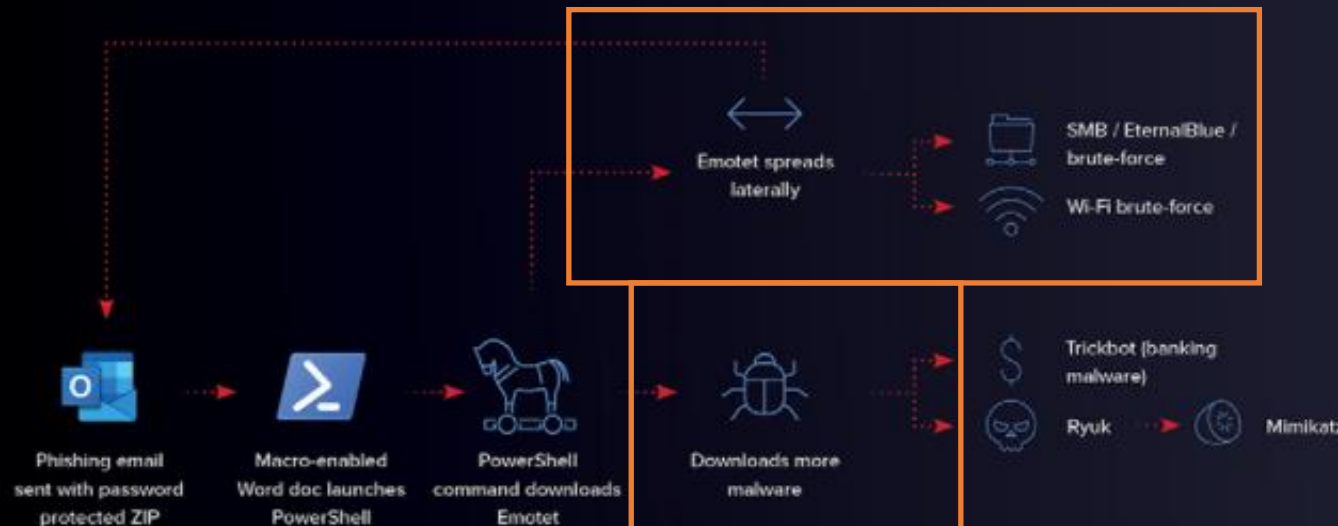 Emotet spreads
laterally
SMB / EternalBlue /
brute-force
Wi-Fi brute-force
O
Phishing email
sent with password
protected ZIP
Macro-enabled
Word doc launches
PowerShell
PowerShell
command downloads
Emotet
Downloads more
malware
Trickbot (banking
malware)
Ryuk
Mimikatz